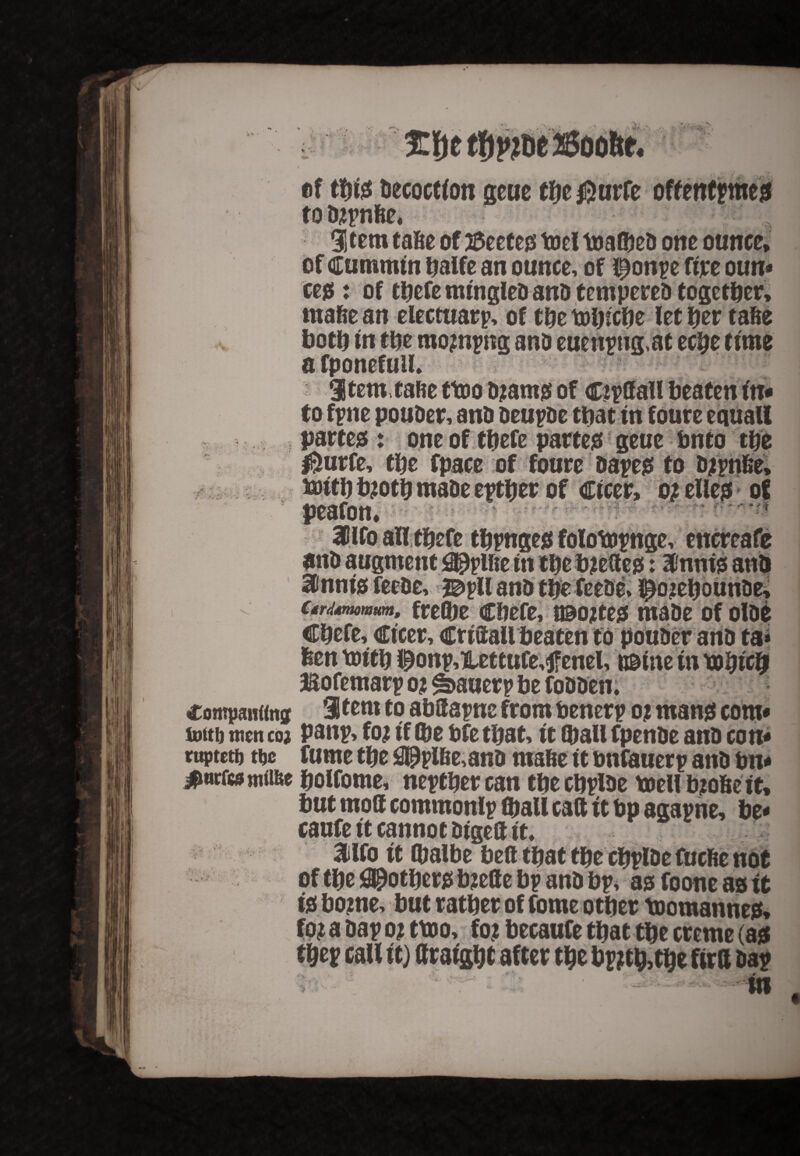 The thyrde Booke.
of this decoction geue the Nurse oftentymes
to drynke.
Item take of Beetes wel washed one ounce,
of Cummin halfe an ounce, of Honye sixe oun-
ces : of these mingled and tempered together,
make an electuary, of the whiche let her take
both in the mornyng and euenyng, at eche time
a sponefull.
Item, take two drams of Crystall beaten in-
to fyne pouder, and deuyde that in foure equall
partes : one of these partes geue vnto the
Nurse, the space of foure dayes to drynke,
with broth made eyther of Cicer, or elles of
peason.
Also all these thynges folowynge, encrease
and augment Mylke in the brestes : Annis and
Annis seede, Dyll and the seede, Horehounde,
Cardamomum, freshe Chese, Wortes made of olde
Chese, Cicer, Cristall beaten to pouder and ta-
ken with Hony, Lettuse, Fenel, Wine in which
Rosemary or Sauery be sodden.
Companiing
Item to abstayne from venery or mans com-
with men cor
pany, for if she vse that, it shall spende and con-
rupteth the
sume the Mylke, and make it vnsauery and vn-
Nurses milke
holsome, neyther can the chylde well broke it,
but most commonly shall cast it vp agayne, be-
cause it cannot digest it.
Also it shalbe best that the chylde sucke not
of the Mothers breste by and by, as soone as it
is borne, but rather of some other womannes,
for a day or two, for because that the creme (as
they call it) straight after the byrth, the first day
in